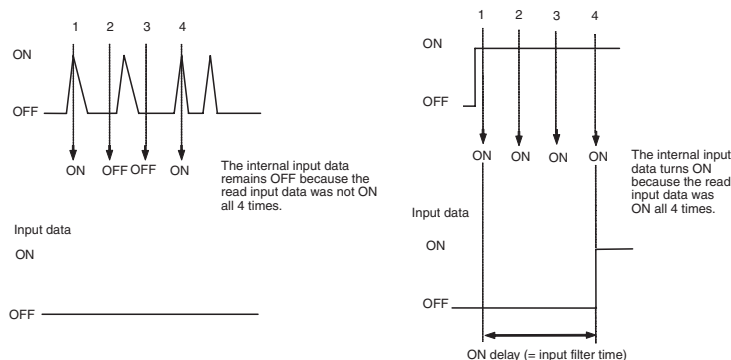 1 2 3 4
ON
OFF
ON OFF OFF ON
The internal input data
remains OFF because the
read input data was not ON
all 4 times.
Input data
ON
OFF
1 2 3 4
ON
OFF
ON ON ON ON
The internal input
data turns ON
because the read
input data was
ON all 4 times.
Input data
ON
OFF
ON delay (= input filter time)